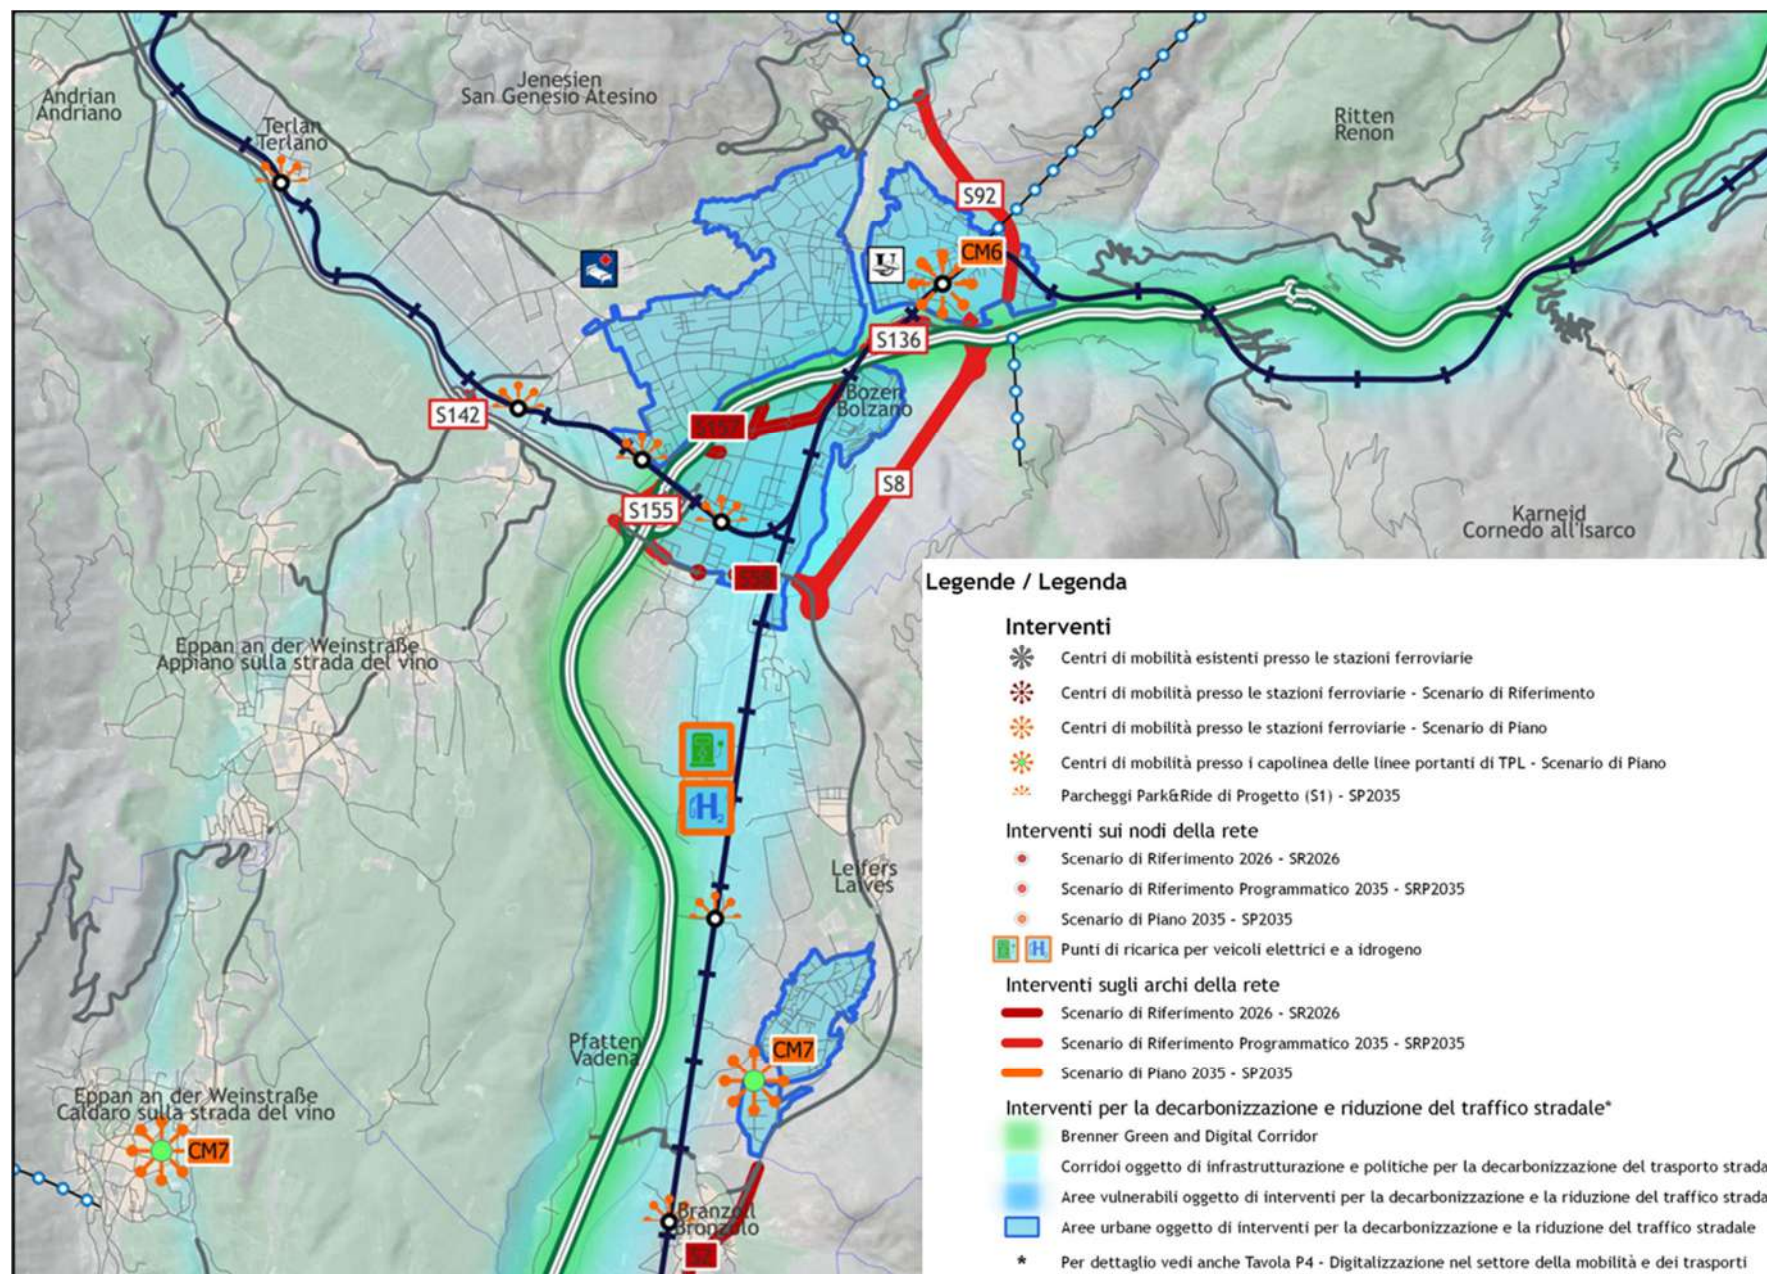 Jenesien
San Genesio Atesino
Andrian
Andriano
Ritten
Renon
Terlan
Terlano
S92
CM6
S136
Bozen
Bolzano
S142
S157
S8
S155
Karneid
Cornedo all'Isarco
Eppan an der Weinstraße
Appiano sulla strada del vino
H2
Leifers
Laives
Pfatten
Vadena
CM7
Eppan an der Weinstraße
Caldaro sulla strada del vino
CM7
Branzoll
Bronzolo
Legende / Legenda
Interventi
Centri di mobilità esistenti presso le stazioni ferroviarie
Centri di mobilità presso le stazioni ferroviarie - Scenario di Riferimento
Centri di mobilità presso le stazioni ferroviarie - Scenario di Piano
Centri di mobilità presso i capolinea delle linee portanti di TPL - Scenario di Piano
Parcheggi Park&Ride di Progetto (S1) - SP2035
Interventi sui nodi della rete
Scenario di Riferimento 2026 - SR2026
Scenario di Riferimento Programmatico 2035 - SRP2035
Scenario di Piano 2035 - SP2035
H2 Punti di ricarica per veicoli elettrici e a idrogeno
Interventi sugli archi della rete
Scenario di Riferimento 2026 - SR2026
Scenario di Riferimento Programmatico 2035 - SRP2035
Scenario di Piano 2035 - SP2035
Interventi per la decarbonizzazione e riduzione del traffico stradale*
Brenner Green and Digital Corridor
Corridoi oggetto di infrastrutturazione e politiche per la decarbonizzazione del trasporto strada
Aree vulnerabili oggetto di interventi per la decarbonizzazione e la riduzione del traffico strada
Aree urbane oggetto di interventi per la decarbonizzazione e la riduzione del traffico stradale
* Per dettaglio vedi anche Tavola P4 - Digitalizzazione nel settore della mobilità e dei trasporti